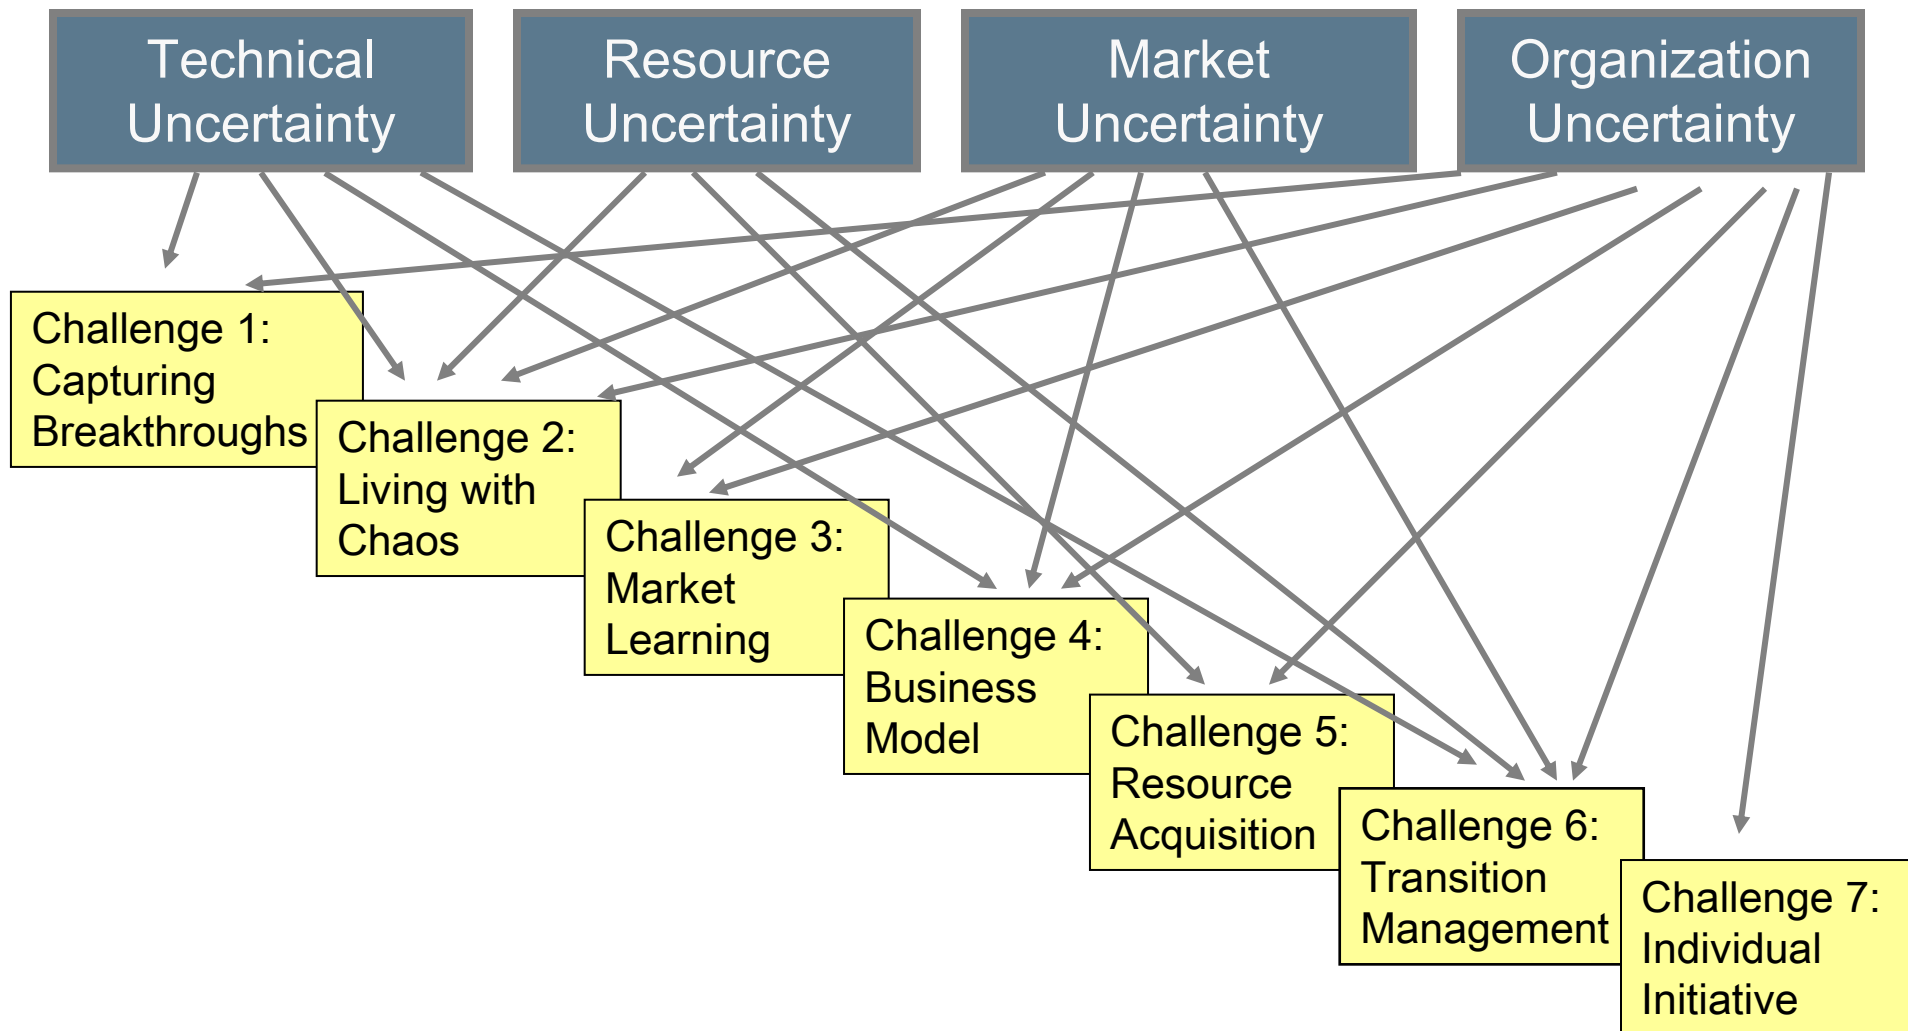 Technical
Uncertainty
Resource
Uncertainty
Market
Uncertainty
Organization
Uncertainty
Challenge 1:
Capturing
Breakthroughs
Challenge 2:
Living with
Chaos
Challenge 3:
Market
Learning
Challenge 4:
Business
Model
Challenge 5:
Resource
Acquisition
Challenge 6:
Transition
Management
Challenge 7:
Individual
Initiative